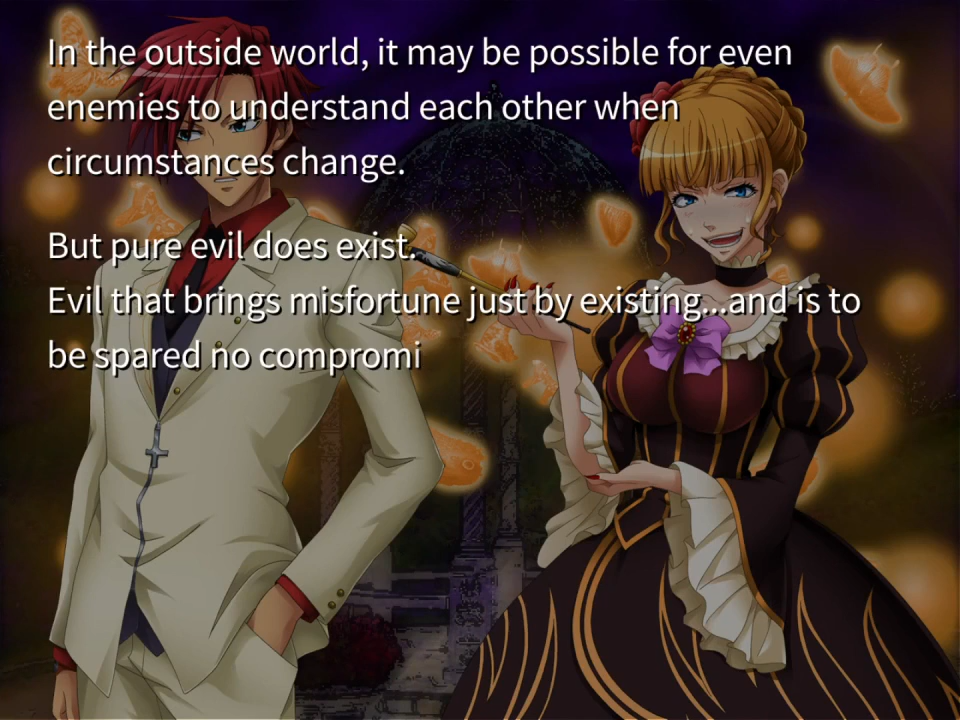 In the outside world, it may be possible for even
enemies to understand each other when
circumstances change.
But pure evil does exist.
Evil that brings misfortune just by existing...and is to
be spared no compromi